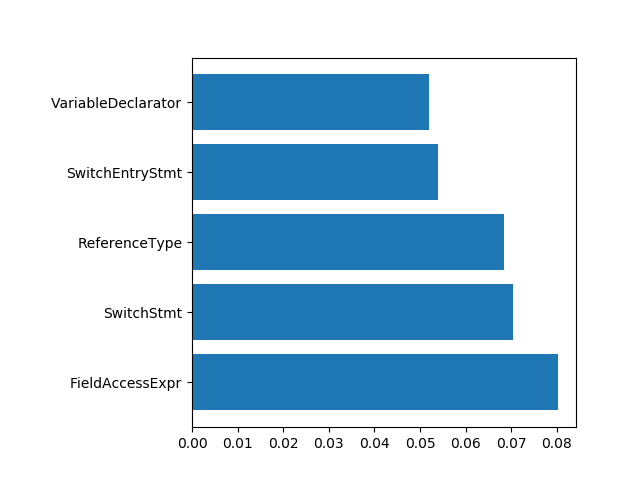 VariableDeclarator
SwitchEntryStmt
ReferenceType
SwitchStmt
FieldAccessExpr
0.00 0.01 0.02 0.03 0.04 0.05 0.06 0.07 0.08